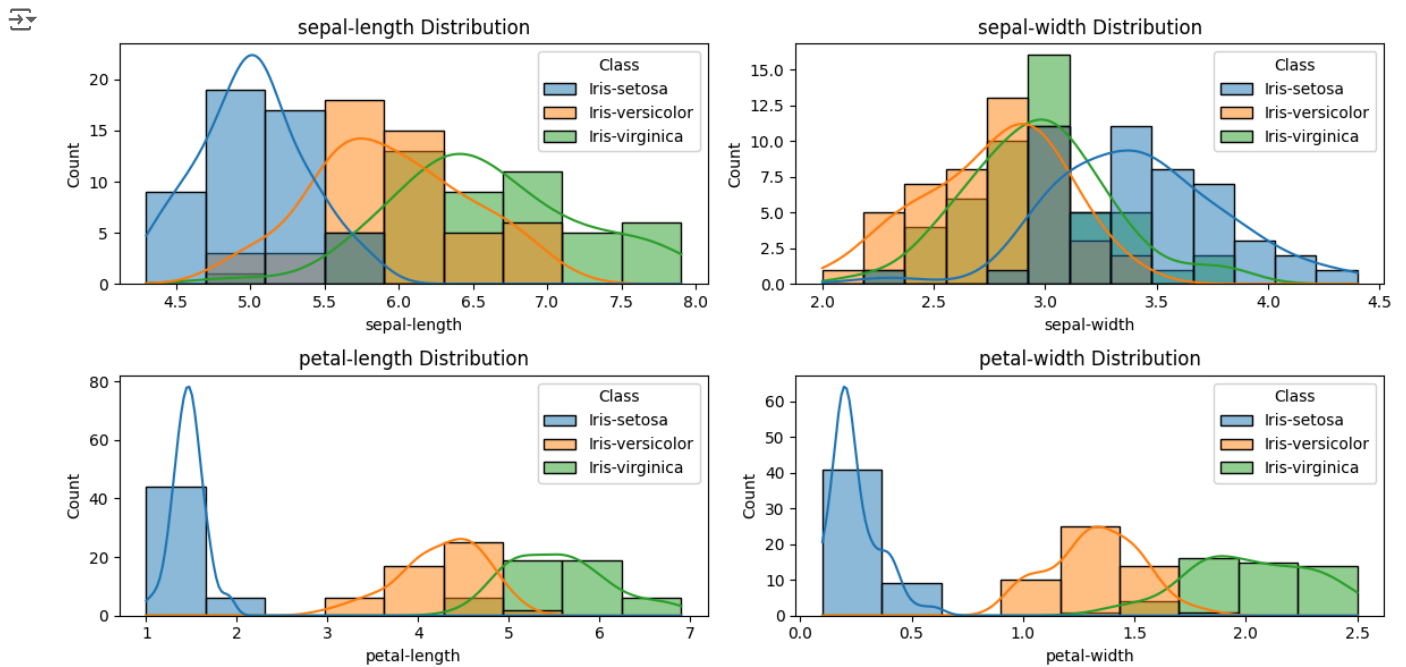 sepal-length Distribution
20
15
10
5
0
Count
4.5 5.0 5.5 6.0 6.5 7.0 7.5 8.0
sepal-length
Class
Iris-setosa
Iris-versicolor
Iris-virginica
sepal-width Distribution
15.0
12.5
10.0
7.5
5.0
2.5
0.0
Count
2.0 2.5 3.0 3.5 4.0 4.5
sepal-width
Class
Iris-setosa
Iris-versicolor
Iris-virginica
petal-length Distribution
80
60
40
20
0
Count
1 2 3 4 5 6 7
petal-length
Class
Iris-setosa
Iris-versicolor
Iris-virginica
petal-width Distribution
60
50
40
30
20
10
0
Count
0.0 0.5 1.0 1.5 2.0 2.5
petal-width
Class
Iris-setosa
Iris-versicolor
Iris-virginica